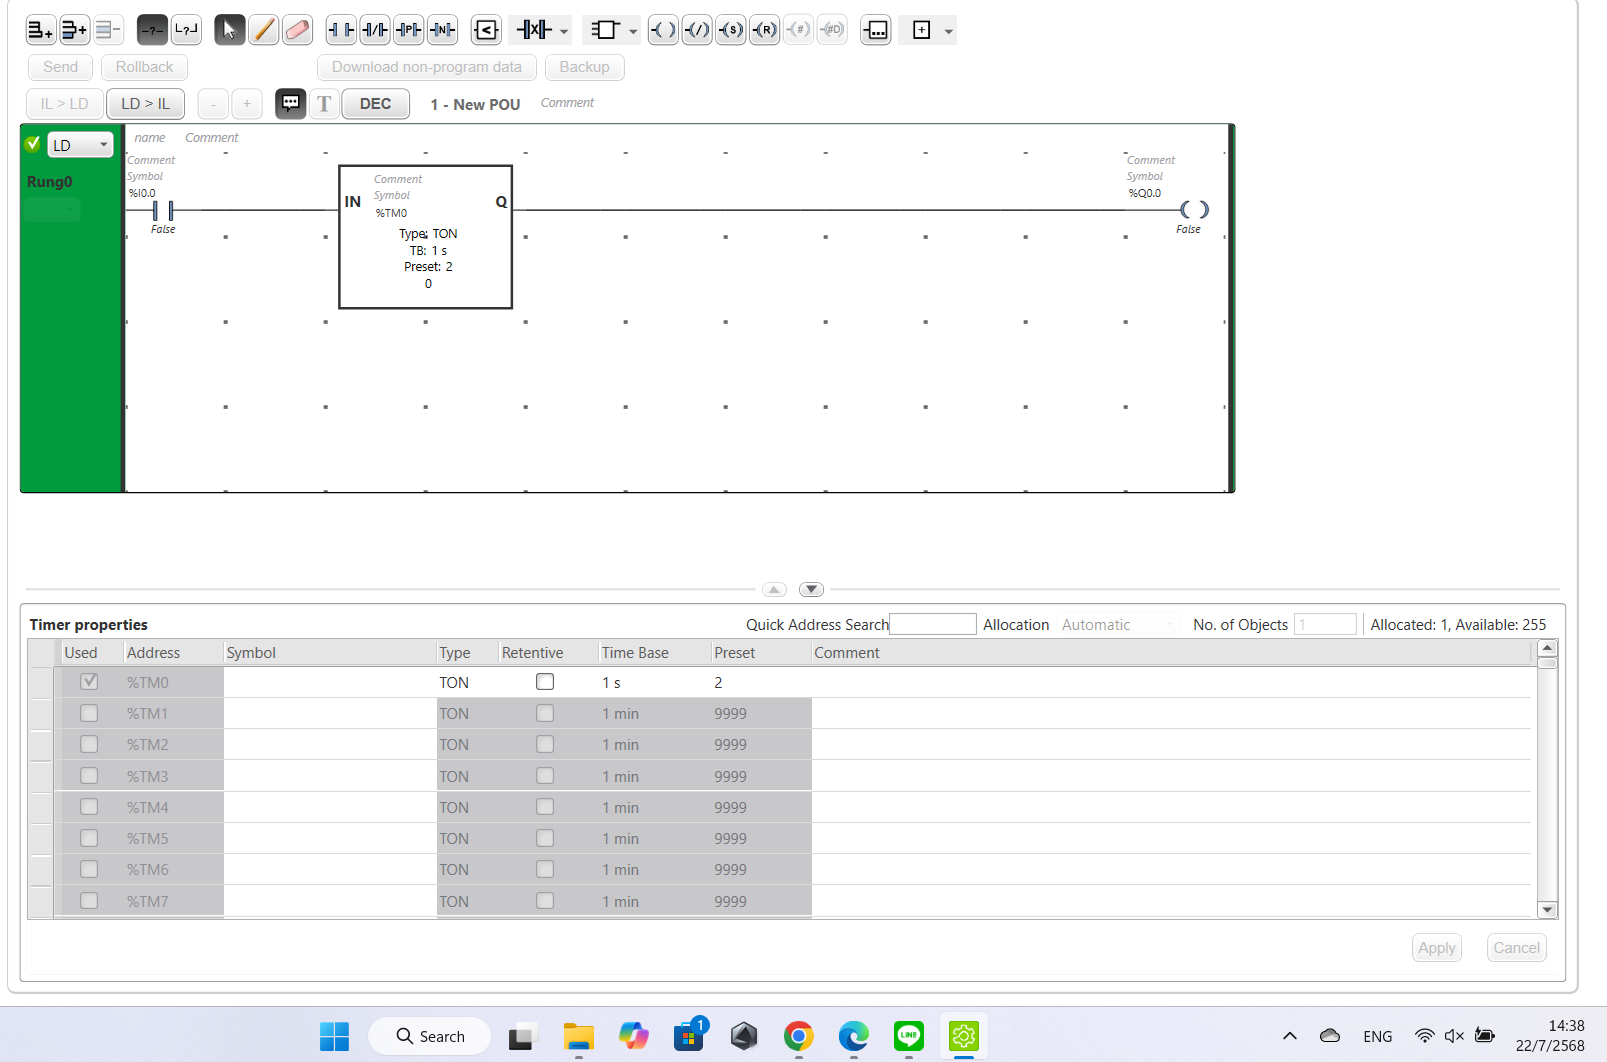 -?-
L?┘
P
N
<
X
( )
(/)
(S)
(R)
(#)
(#D)
...
+
Send
Rollback
Download non-program data
Backup
IL > LD
LD > IL
-
+
T
DEC
1 - New POU
Comment
LD
name
Comment
Rung0
Comment
Symbol
%I0.0
False
IN
Comment
Symbol
%TM0
Q
Type: TON
TB: 1 s
Preset: 2
0
Comment
Symbol
%Q0.0
False
Timer properties
Quick Address Search
Allocation
Automatic
No. of Objects
1
Allocated: 1, Available: 255
Used Address Symbol Type Retentive Time Base Preset Comment
%TM0 TON 1 s 2
%TM1 TON 1 min 9999
%TM2 TON 1 min 9999
%TM3 TON 1 min 9999
%TM4 TON 1 min 9999
%TM5 TON 1 min 9999
%TM6 TON 1 min 9999
%TM7 TON 1 min 9999
Apply
Cancel
Search
1
LINE
ENG
14:38
22/7/2568